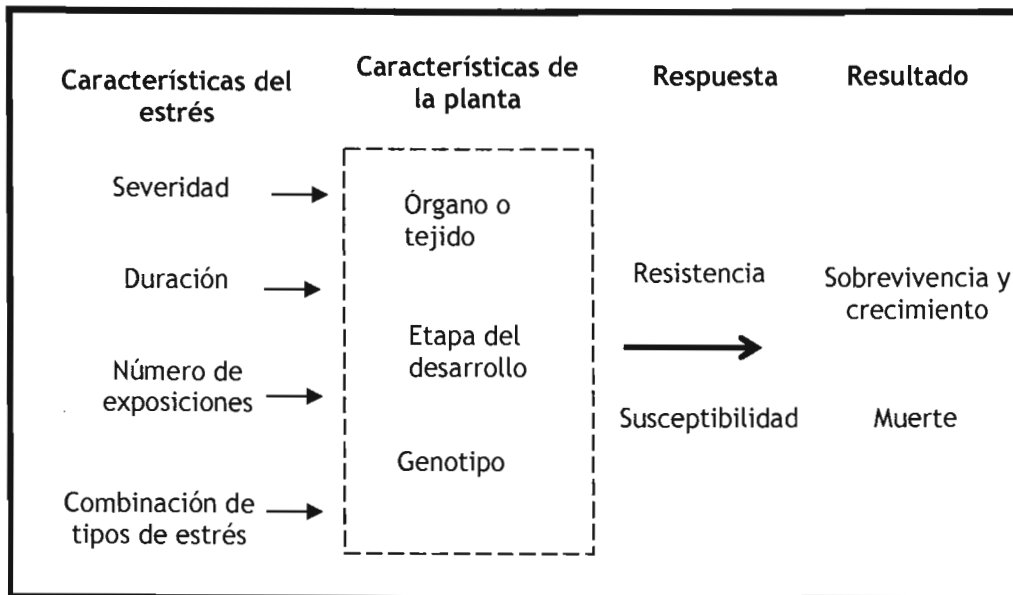 Características del
estrés
Características de
la planta
Respuesta
Resultado
Severidad
Duración
Número de
exposiciones
Combinación de
tipos de estrés
Órgano o
tejido
Etapa del
desarrollo
Genotipo
Resistencia
Susceptibilidad
Sobrevivencia y
crecimiento
Muerte